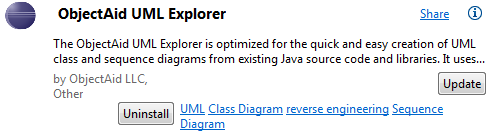 ObjectAid UML Explorer
Share
The ObjectAid UML Explorer is optimized for the quick and easy creation of UML
class and sequence diagrams from existing Java source code and libraries. It uses...
by ObjectAid LLC,
Other
Update
Uninstall
UML Class Diagram reverse engineering Sequence
Diagram